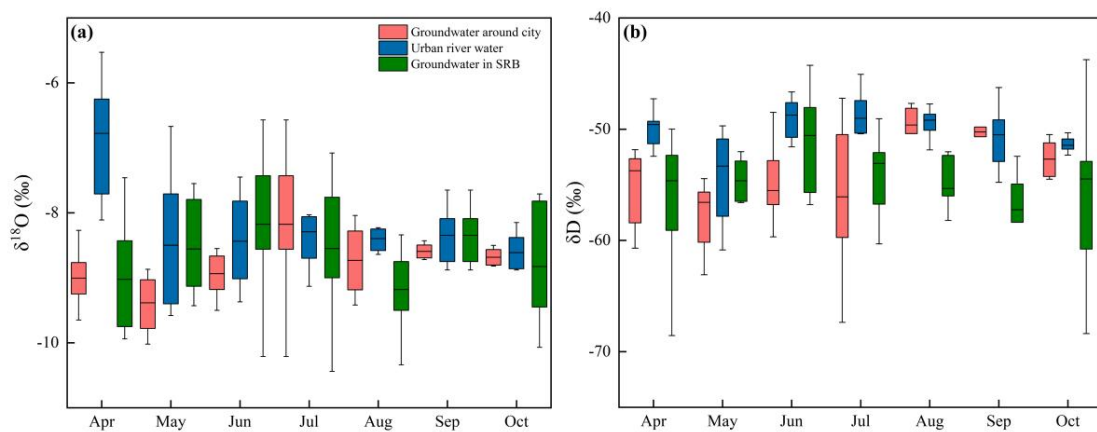 (a)
Groundwater around city
Urban river water
Groundwater in SRB
δ¹⁸O (‰)
-6
-8
-10
Apr May Jun Jul Aug Sep Oct
(b)
δD (‰)
-40
-50
-60
-70
Apr May Jun Jul Aug Sep Oct